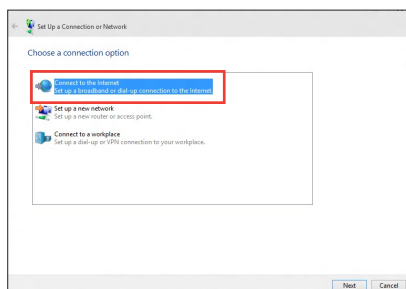 Set Up a Connection or Network
Choose a connection option
Connect to the Internet
Set up a broadband or dial-up connection to the Internet.
Set up a new network
Set up a new router or access point.
Connect to a workplace
Set up a dial-up or VPN connection to your workplace.
Next
Cancel